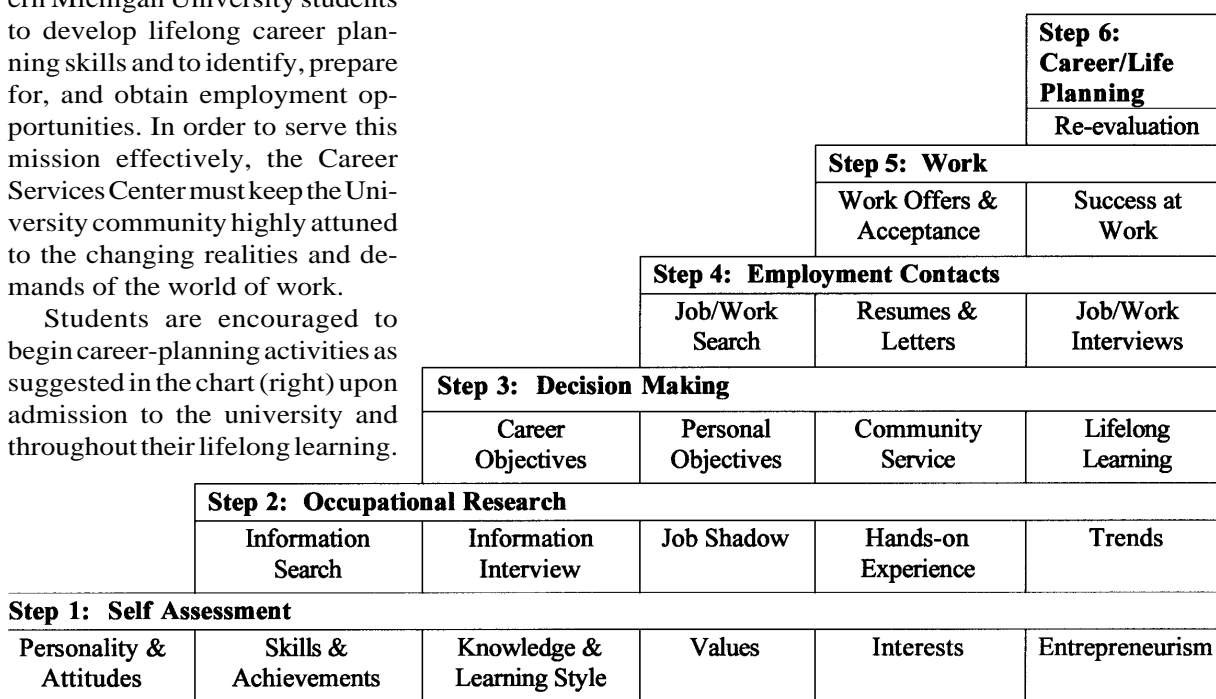 ern Michigan University students
to develop lifelong career plan-
ning skills and to identify, prepare
for, and obtain employment op-
portunities. In order to serve this
mission effectively, the Career
Services Center must keep the Uni-
versity community highly attuned
to the changing realities and de-
mands of the world of work.
Students are encouraged to
begin career-planning activities as
suggested in the chart (right) upon
admission to the university and
throughout their lifelong learning.
Step 6:
Career/Life
Planning
Re-evaluation
Step 5: Work
Work Offers &
Acceptance
Success at
Work
Step 4: Employment Contacts
Job/Work
Search
Resumes &
Letters
Job/Work
Interviews
Step 3: Decision Making
Career
Objectives
Personal
Objectives
Community
Service
Lifelong
Learning
Step 2: Occupational Research
Information
Search
Information
Interview
Job Shadow
Hands-on
Experience
Trends
Step 1: Self Assessment
Personality &
Attitudes
Skills &
Achievements
Knowledge &
Learning Style
Values
Interests
Entrepreneurism